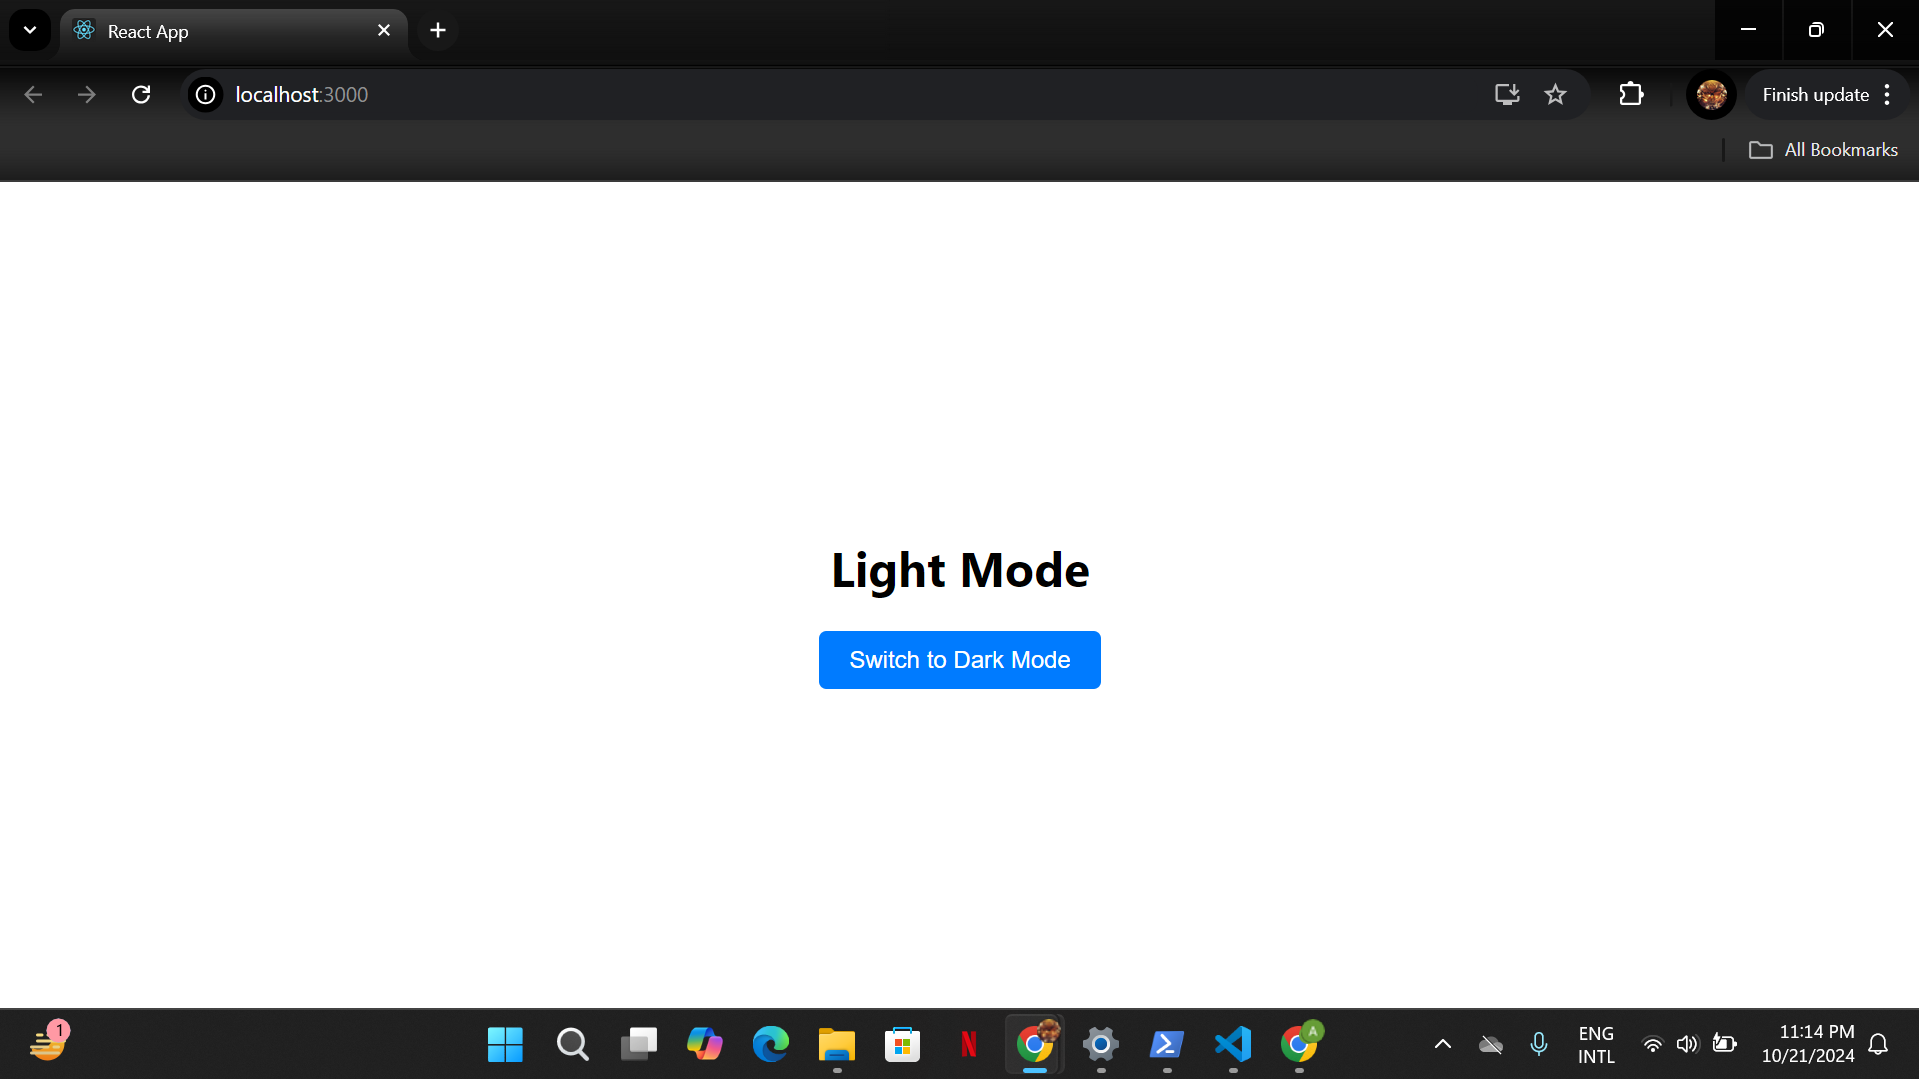 React App
localhost:3000
Finish update
All Bookmarks
Light Mode
Switch to Dark Mode
1
A
ENG
INTL
11:14 PM
10/21/2024